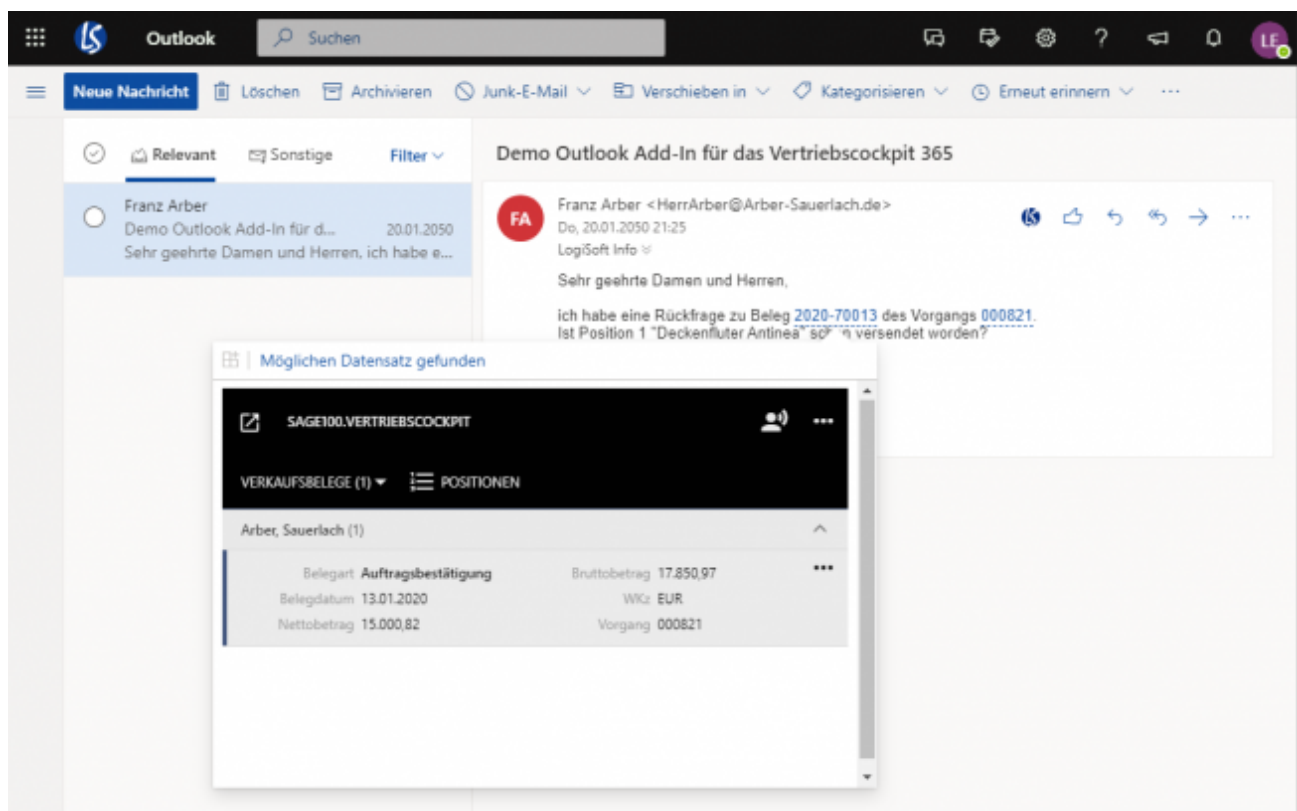 LS Outlook Suchen LE
Neue Nachricht Löschen Archivieren Junk-E-Mail Verschieben in Kategorisieren Erneut erinnern ...
Relevant Sonstige Filter
Franz Arber
Demo Outlook Add-In für d... 20.01.2050
Sehr geehrte Damen und Herren, ich habe e...
Demo Outlook Add-In für das Vertriebscockpit 365
FA
Franz Arber <HerrArber@Arber-Sauerlach.de>
Do, 20.01.2050 21:25
LogiSoft Info
Sehr geehrte Damen und Herren,
ich habe eine Rückfrage zu Beleg 2020-70013 des Vorgangs 000821.
Ist Position 1 "Deckenfluter Antinea" versendet worden?
Möglichen Datensatz gefunden
SAGE100.VERTRIEBSCOCKPIT
VERKAUFSBELEGE (1) POSITIONEN
Arber, Sauerlach (1)
Belegart Auftragsbestätigung Bruttobetrag 17.850,97
Belegdatum 13.01.2020 WKz EUR
Nettobetrag 15.000,82 Vorgang 000821